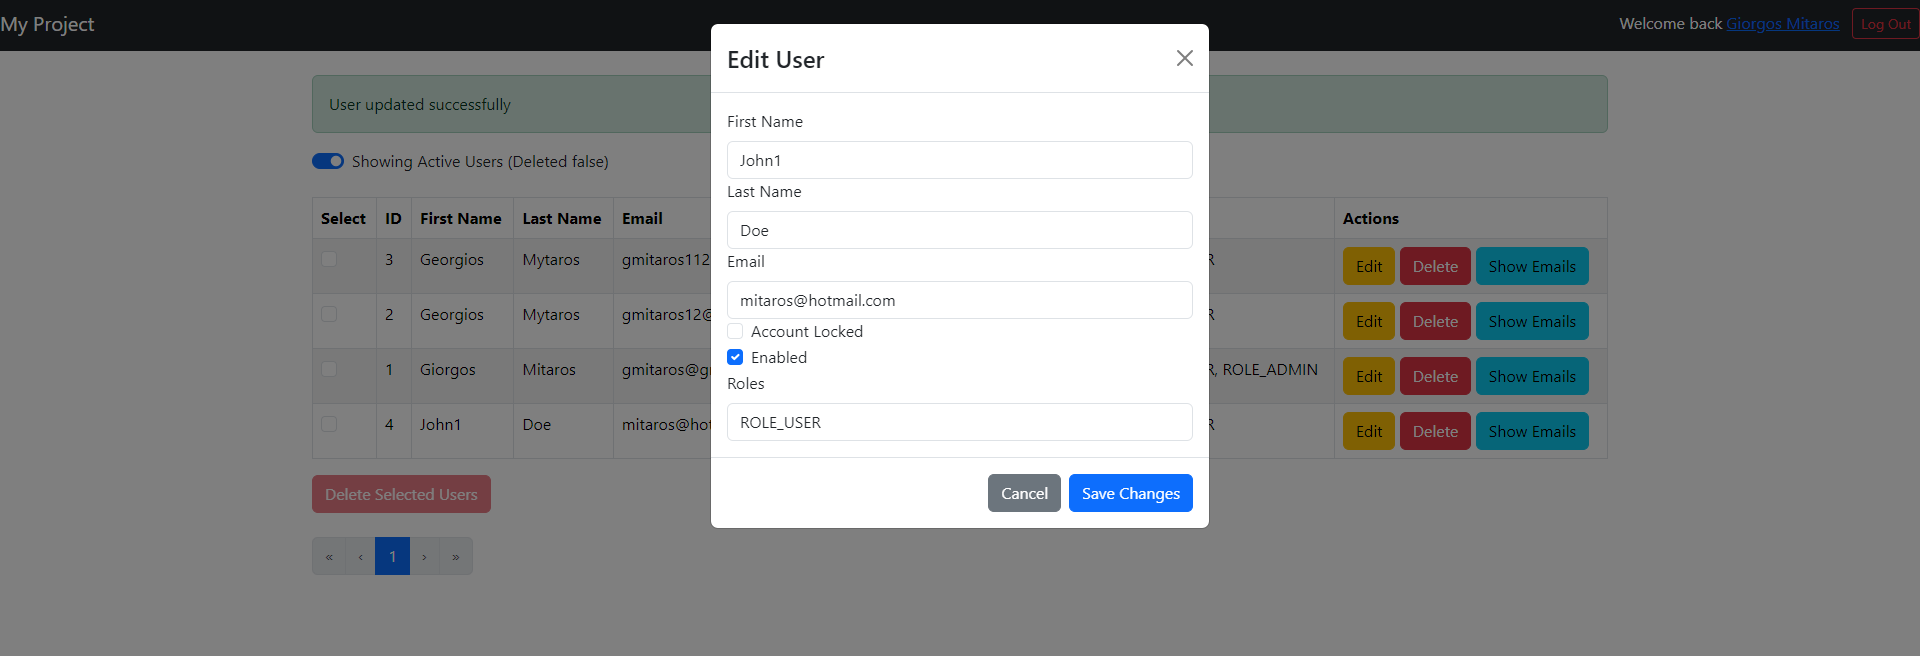 My Project
Welcome back Giorgos Mitaros Log Out
User updated successfully
Showing Active Users (Deleted false)
Select ID First Name Last Name Email Actions
3 Georgios Mytaros gmitaros112 R Edit Delete Show Emails
2 Georgios Mytaros gmitaros12@ R Edit Delete Show Emails
1 Giorgos Mitaros gmitaros@g R, ROLE_ADMIN Edit Delete Show Emails
4 John1 Doe mitaros@ho R Edit Delete Show Emails
Delete Selected Users
« ‹ 1 › »
Edit User
First Name
John1
Last Name
Doe
Email
mitaros@hotmail.com
Account Locked
Enabled
Roles
ROLE_USER
Cancel Save Changes